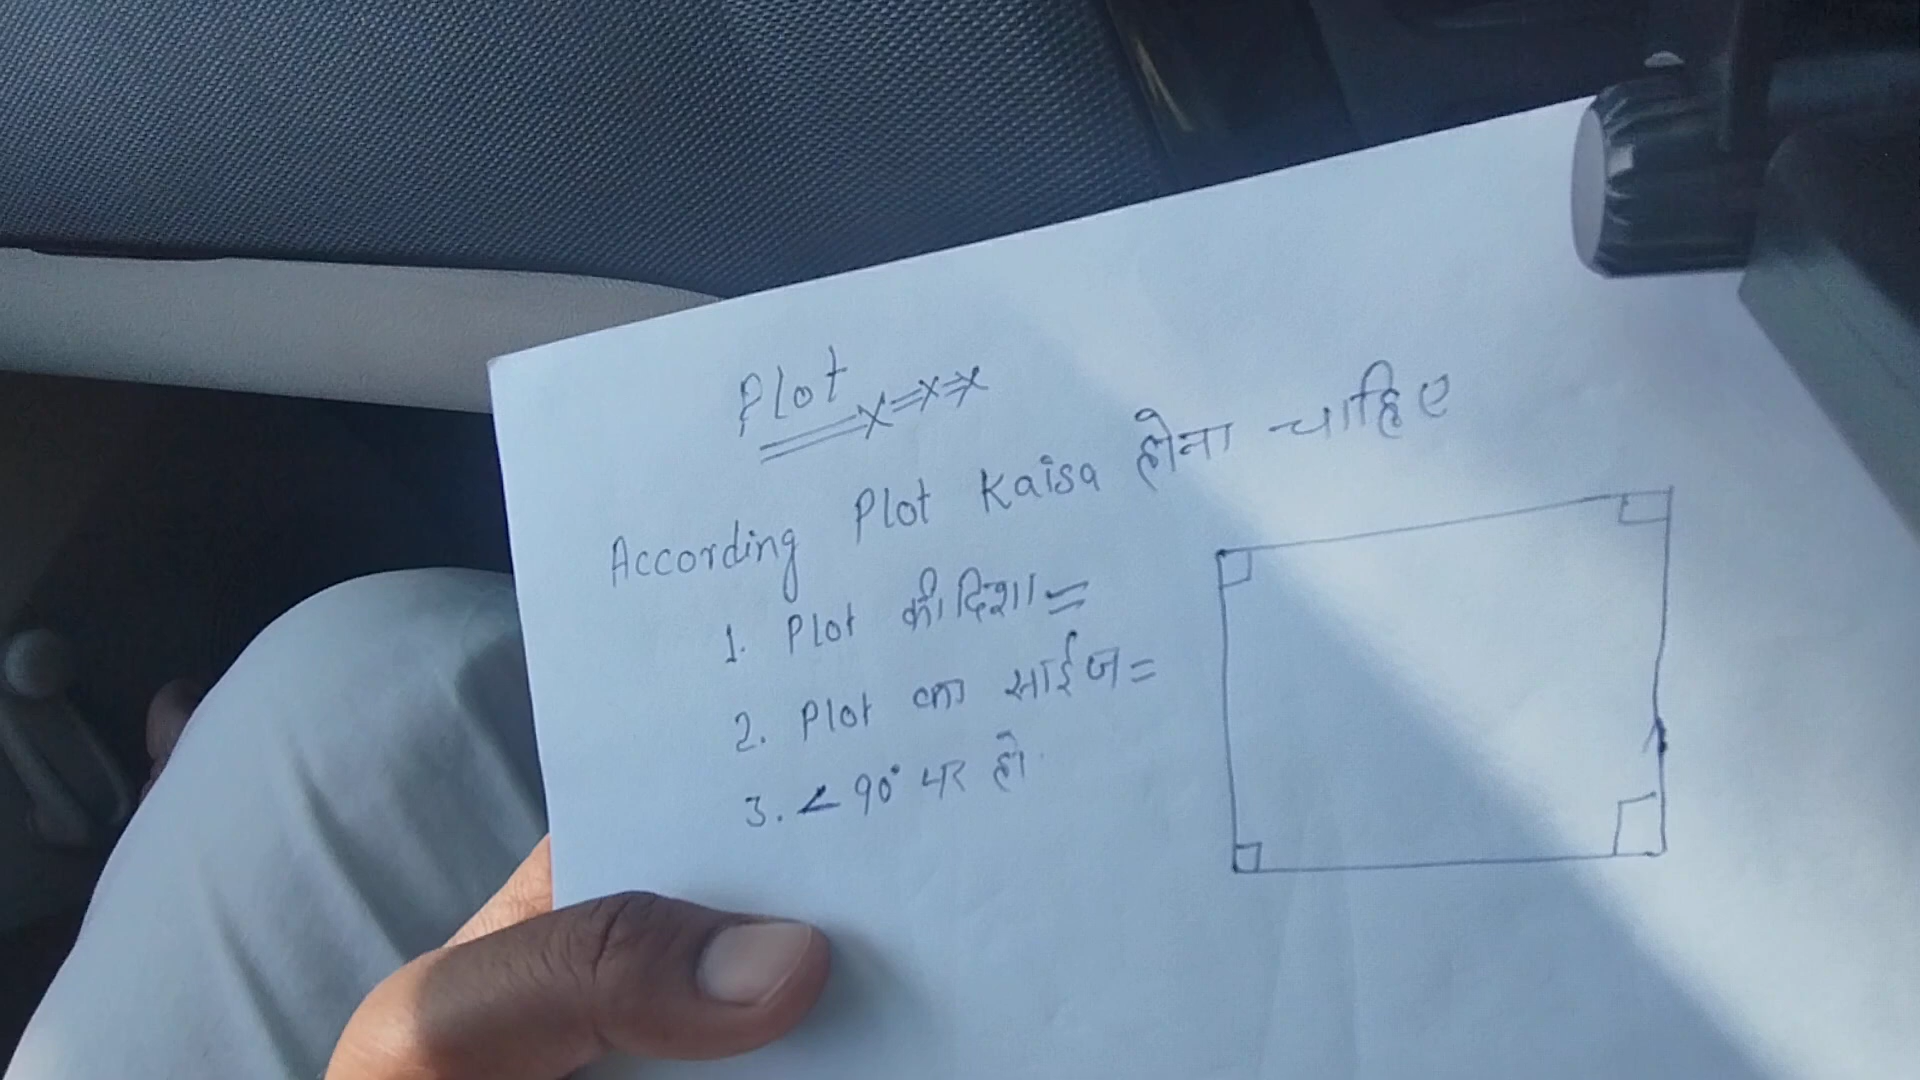 Plot
According Plot Kaisa होना चाहिए
1. Plot की दिशा =
2. Plot का साईज =
3. ∠ 90° पर हो.